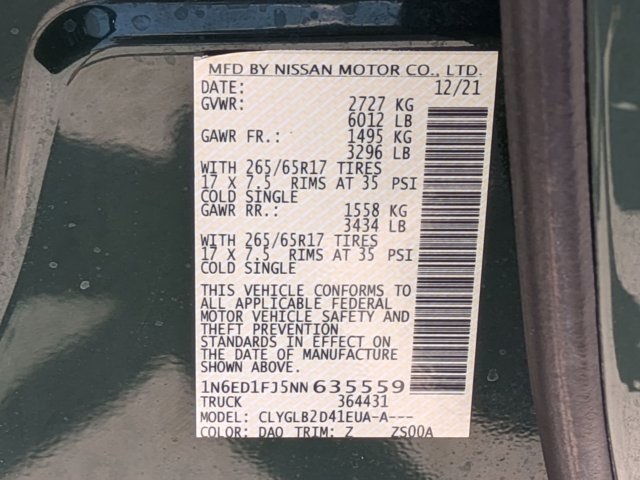 MFD BY NISSAN MOTOR CO., LTD.
DATE: 12/21
GVWR: 2727 KG
6012 LB
GAWR FR.: 1495 KG
3296 LB
WITH 265/65R17 TIRES
17 X 7.5 RIMS AT 35 PSI
COLD SINGLE
GAWR RR.: 1558 KG
3434 LB
WITH 265/65R17 TIRES
17 X 7.5 RIMS AT 35 PSI
COLD SINGLE
THIS VEHICLE CONFORMS TO
ALL APPLICABLE FEDERAL
MOTOR VEHICLE SAFETY AND
THEFT PREVENTION
STANDARDS IN EFFECT ON
THE DATE OF MANUFACTURE
SHOWN ABOVE.
1N6ED1FJ5NN635559
TRUCK 364431
MODEL: CLYGLB2D41EUA-A---
COLOR: DAO TRIM: Z ZS00A